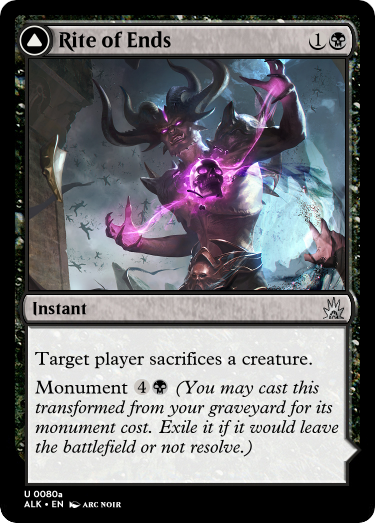 Rite of Ends 1
Instant
Target player sacrifices a creature.
Monument 4 (You may cast this
transformed from your graveyard for its
monument cost. Exile it if it would leave
the battlefield or not resolve.)
U 0080a
ALK • EN ARC NOIR